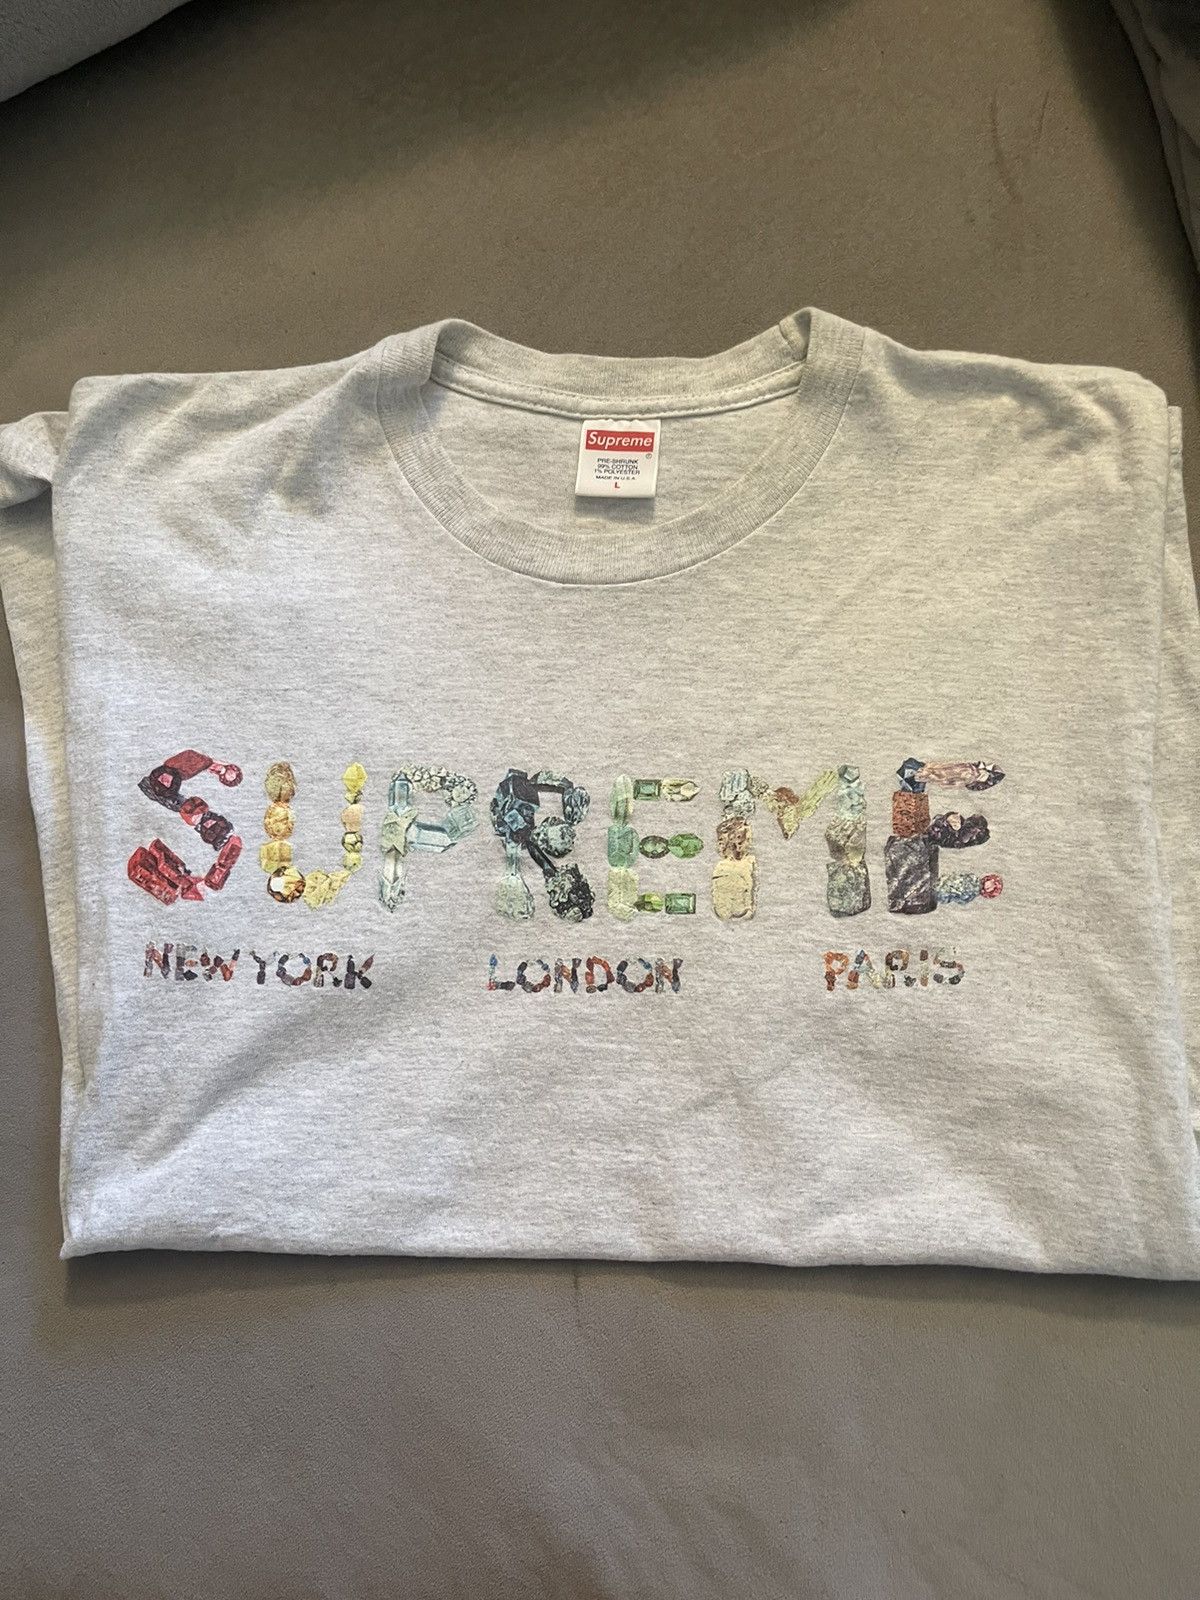 Supreme
®
PRE-SHRUNK
99% COTTON
1% POLYESTER
MADE IN U.S.A.
L
SUPREME
NEW YORK LONDON PARIS